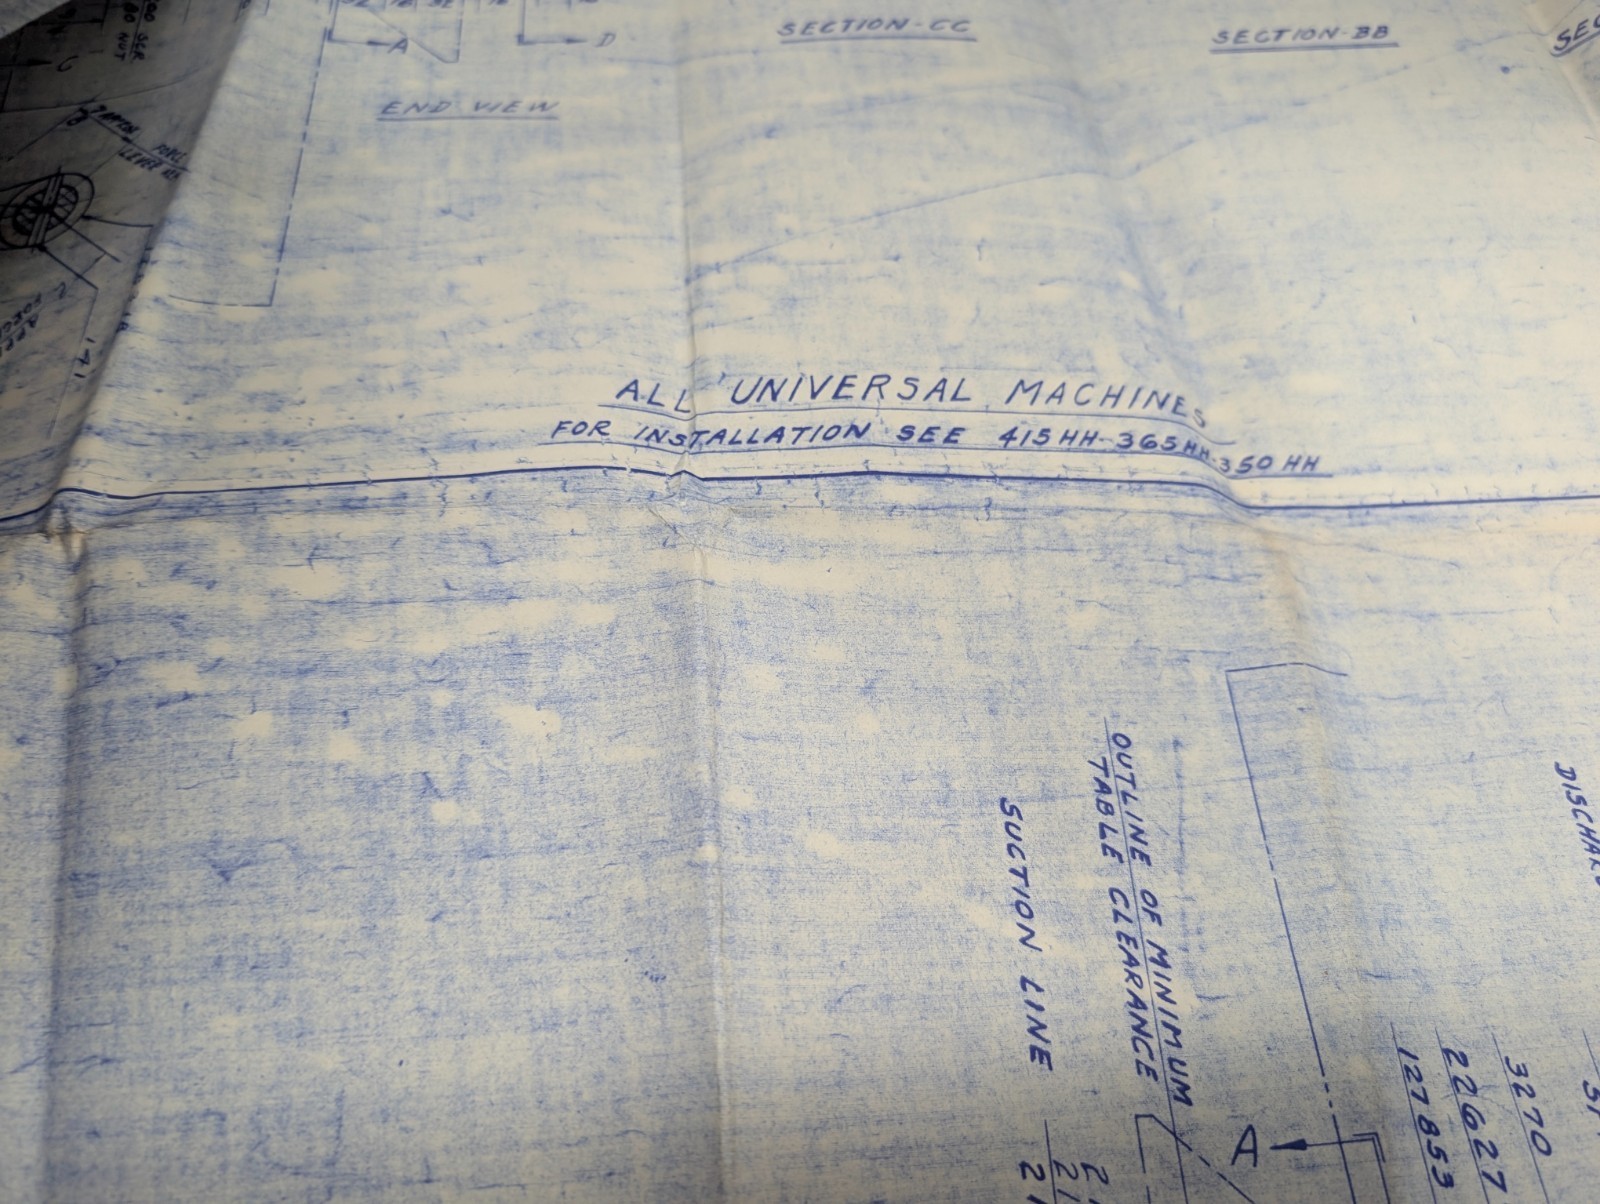 SECTION-CC
SECTION-BB
A
D
C
END VIEW
ALL UNIVERSAL MACHINES
FOR INSTALLATION SEE 415HH-365HH-350HH
OUTLINE OF MINIMUM
TABLE CLEARANCE
SUCTION LINE
3270
226627
127853
A